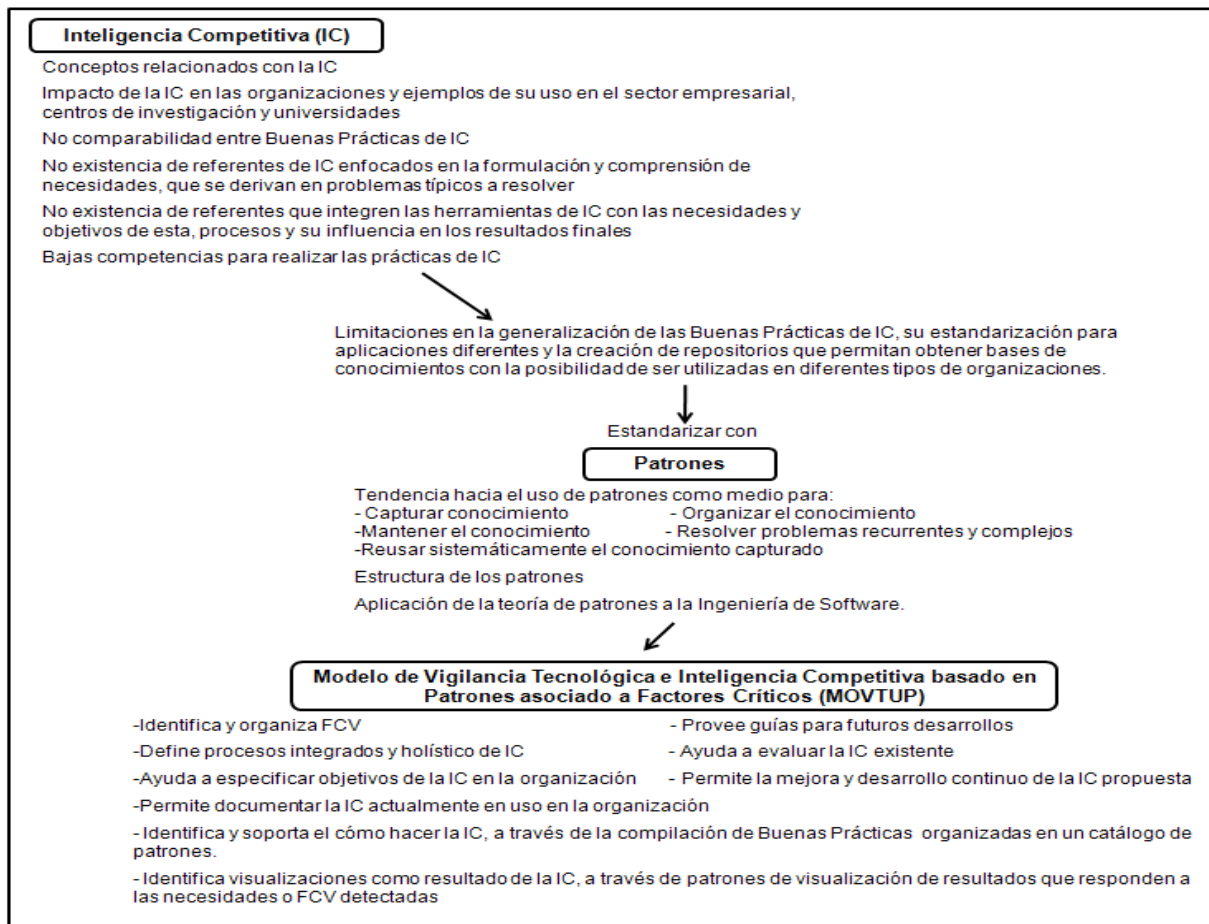 Inteligencia Competitiva (IC)
Conceptos relacionados con la IC
Impacto de la IC en las organizaciones y ejemplos de su uso en el sector empresarial,
centros de investigación y universidades
No comparabilidad entre Buenas Prácticas de IC
No existencia de referentes de IC enfocados en la formulación y comprensión de
necesidades, que se derivan en problemas típicos a resolver
No existencia de referentes que integren las herramientas de IC con las necesidades y
objetivos de esta, procesos y su influencia en los resultados finales
Bajas competencias para realizar las prácticas de IC
Limitaciones en la generalización de las Buenas Prácticas de IC, su estandarización para
aplicaciones diferentes y la creación de repositorios que permitan obtener bases de
conocimientos con la posibilidad de ser utilizadas en diferentes tipos de organizaciones.
Estandarizar con
Patrones
Tendencia hacia el uso de patrones como medio para:
- Capturar conocimiento - Organizar el conocimiento
-Mantener el conocimiento - Resolver problemas recurrentes y complejos
-Reusar sistemáticamente el conocimiento capturado
Estructura de los patrones
Aplicación de la teoría de patrones a la Ingeniería de Software.
Modelo de Vigilancia Tecnológica e Inteligencia Competitiva basado en
Patrones asociado a Factores Críticos (MOVTUP)
-Identifica y organiza FCV - Provee guías para futuros desarrollos
-Define procesos integrados y holístico de IC - Ayuda a evaluar la IC existente
-Ayuda a especificar objetivos de la IC en la organización - Permite la mejora y desarrollo continuo de la IC propuesta
-Permite documentar la IC actualmente en uso en la organización
- Identifica y soporta el cómo hacer la IC, a través de la compilación de Buenas Prácticas organizadas en un catálogo de
patrones.
- Identifica visualizaciones como resultado de la IC, a través de patrones de visualización de resultados que responden a
las necesidades o FCV detectadas